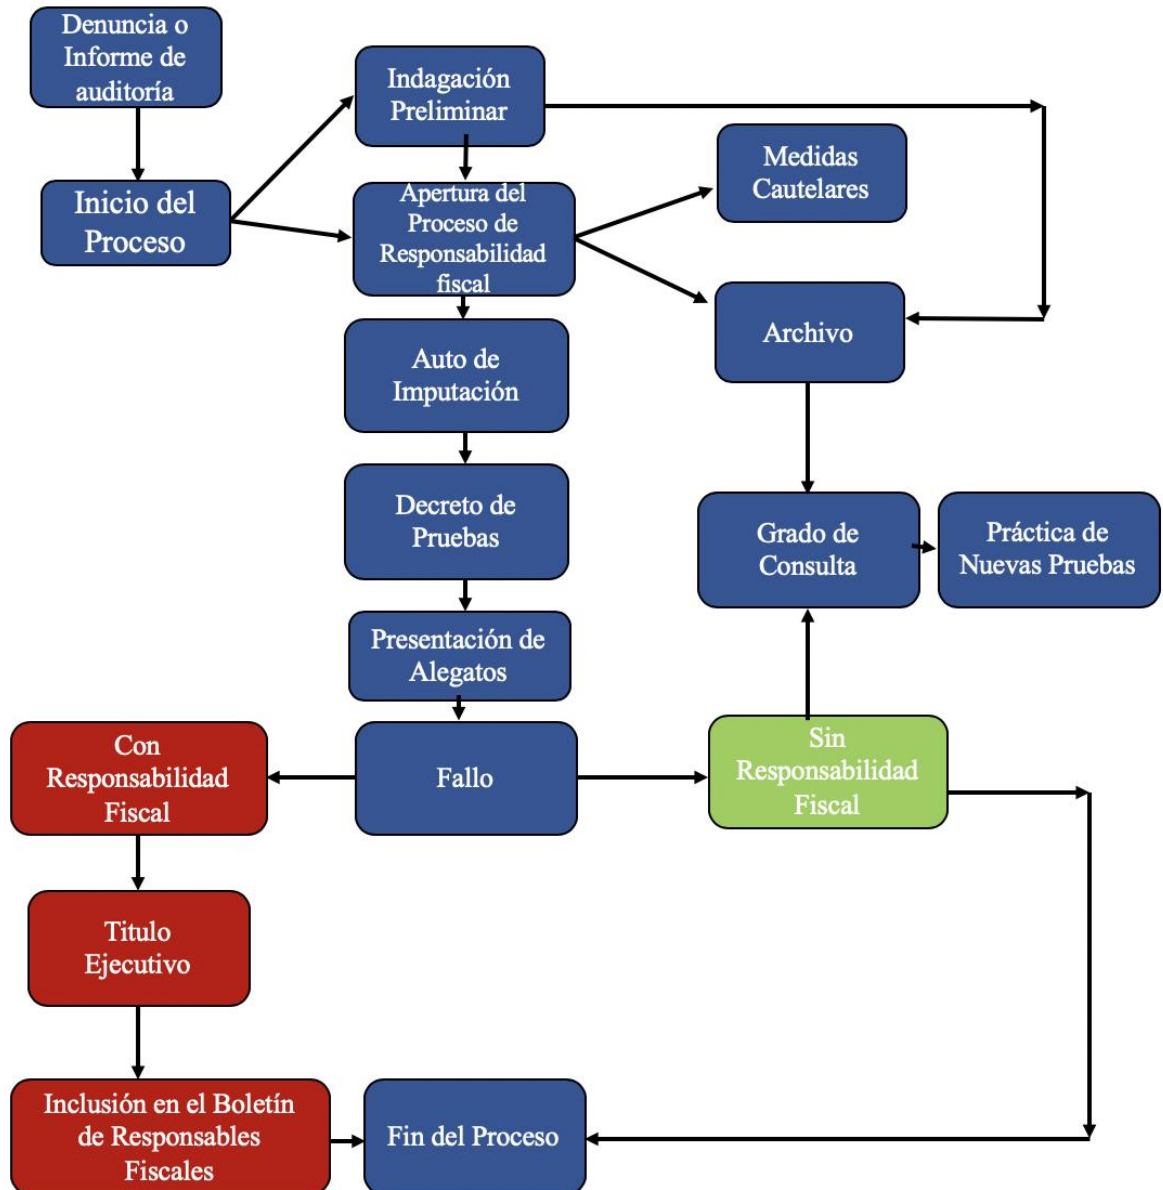 Denuncia o
Informe de
auditoría
Indagación
Preliminar
Medidas
Cautelares
Inicio del
Proceso
Apertura del
Proceso de
Responsabilidad
fiscal
Archivo
Auto de
Imputación
Decreto de
Pruebas
Grado de
Consulta
Práctica de
Nuevas Pruebas
Presentación de
Alegatos
Con
Responsabilidad
Fiscal
Fallo
Sin
Responsabilidad
Fiscal
Titulo
Ejecutivo
Inclusión en el Boletín
de Responsables
Fiscales
Fin del Proceso